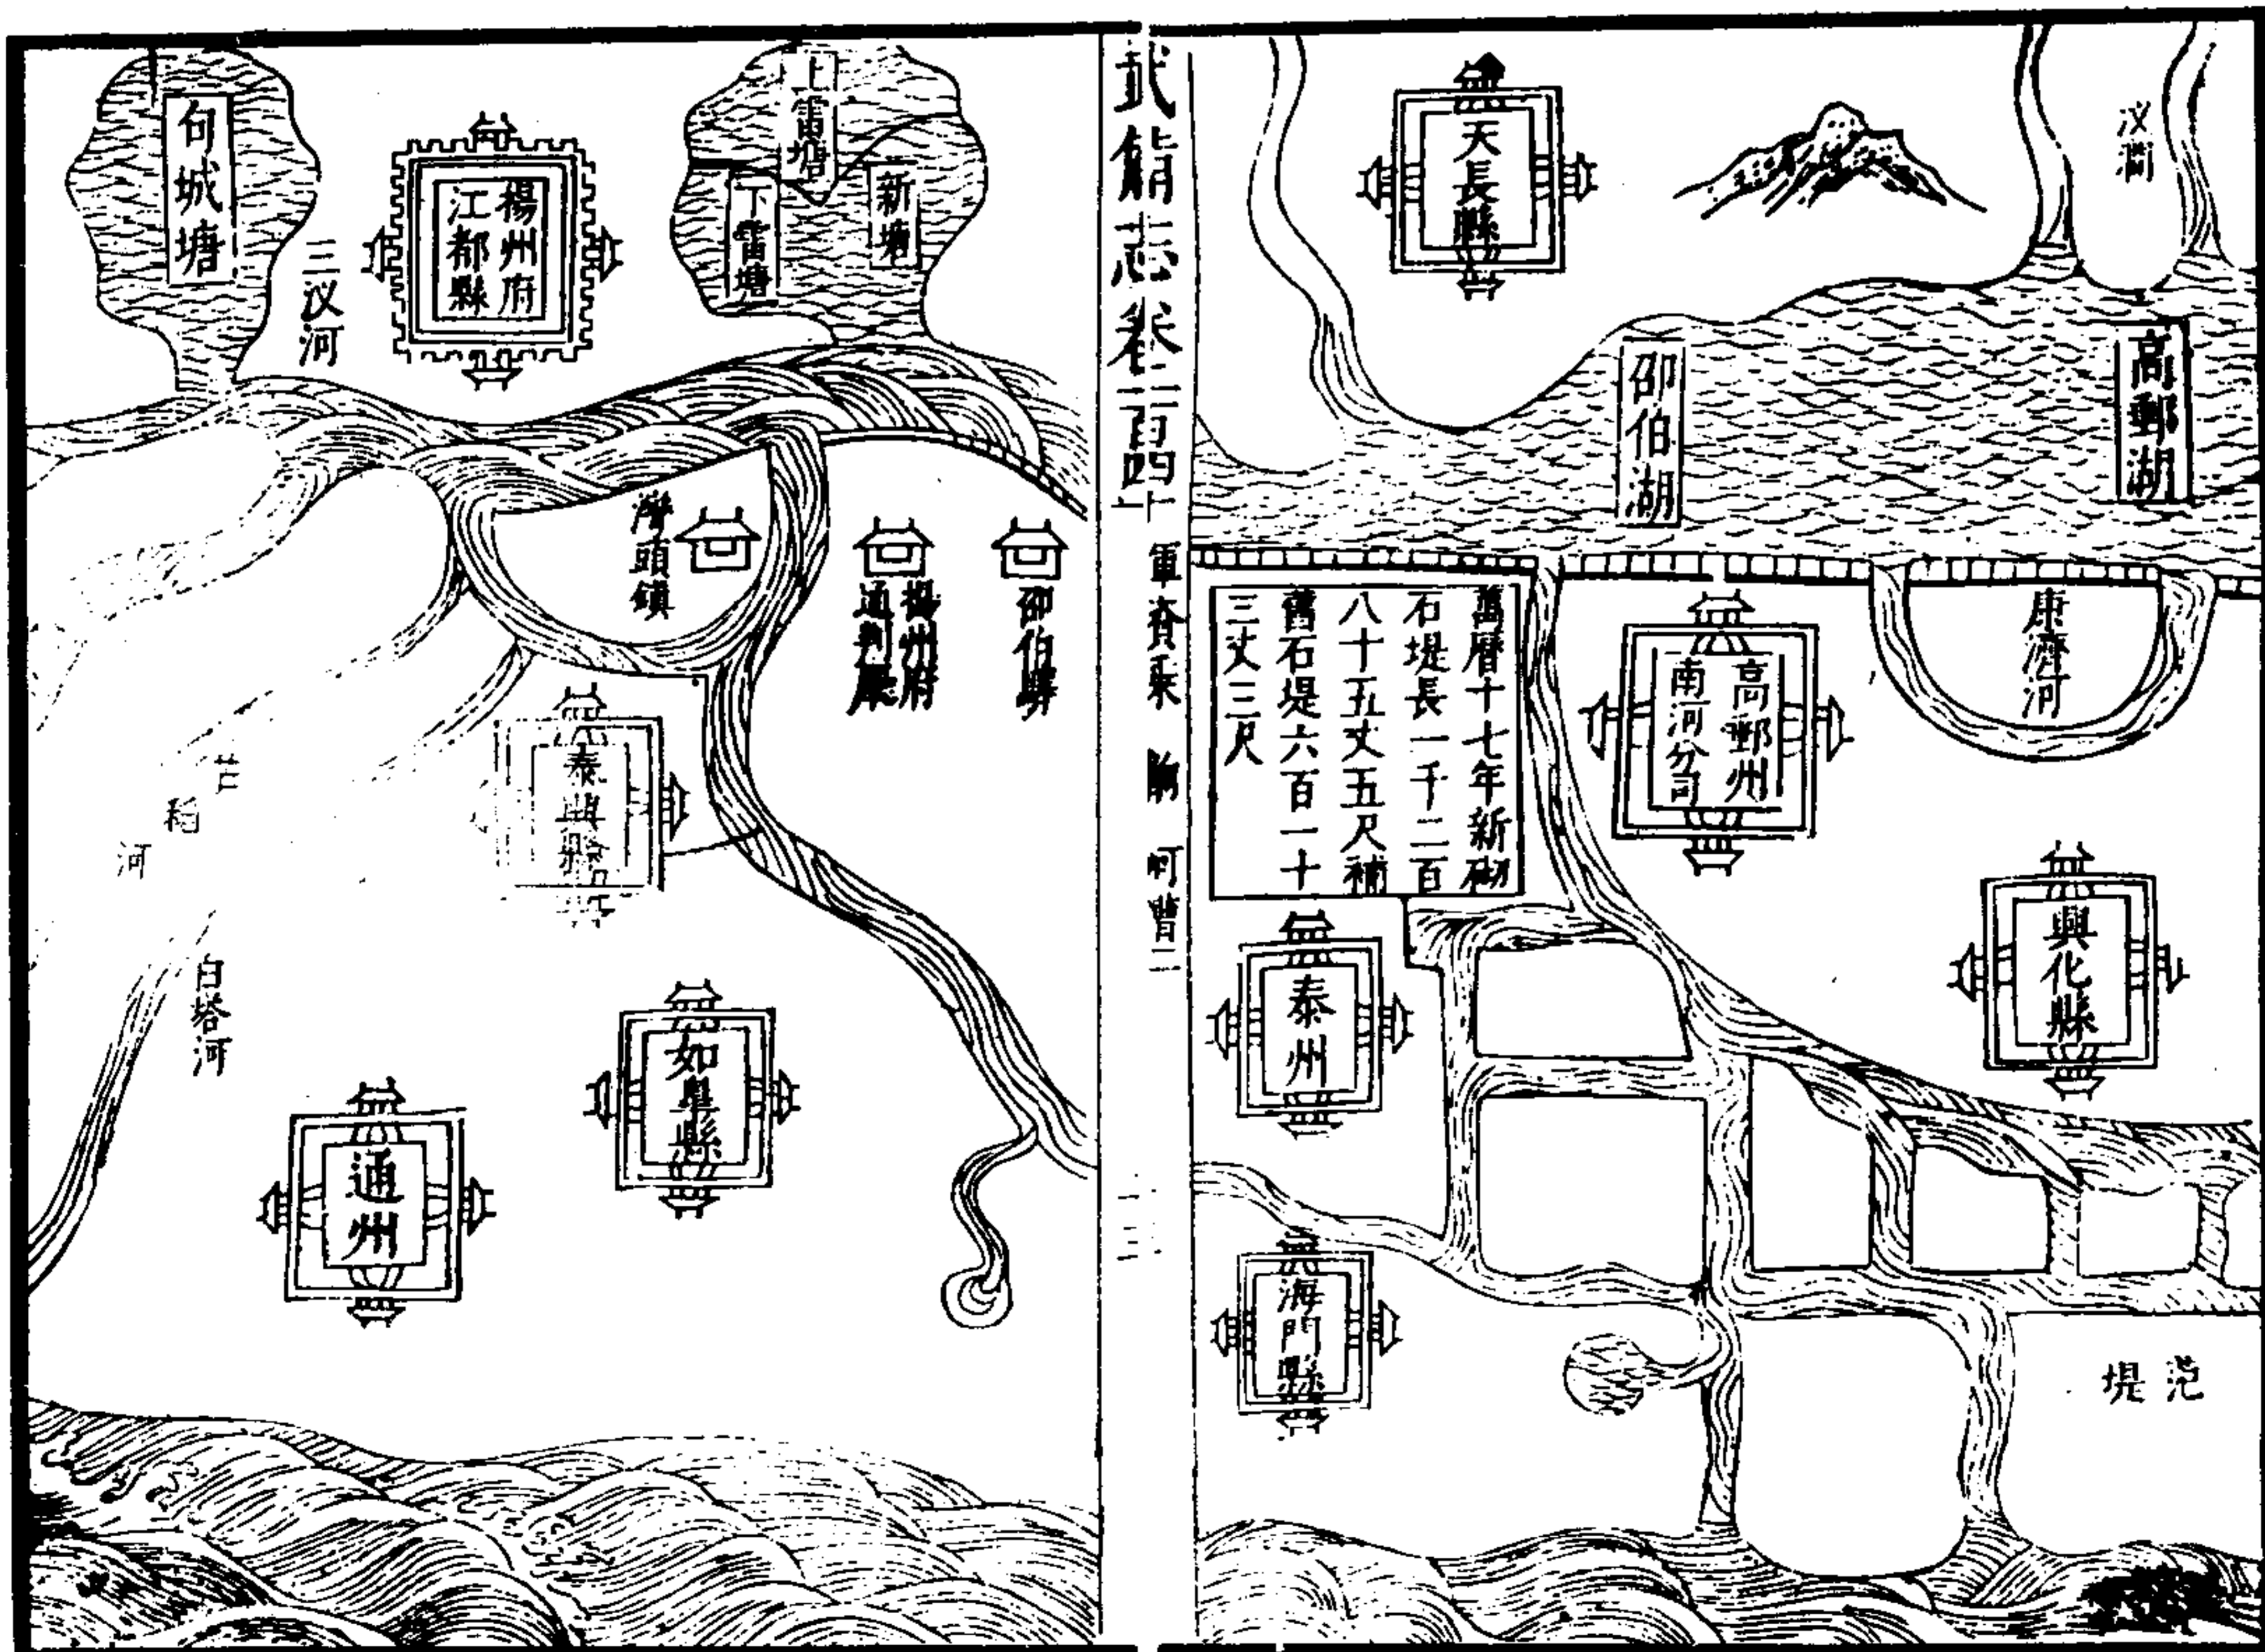 汊澗
高郵湖
邵伯湖
天長縣
康濟河
高郵州
南河分司
興化縣
萬曆十七年新砌
石堤長一千二百
八十五丈五尺補
舊石堤六百一十
三丈三尺
泰州
海門縣
范堤
武備志卷二百四十
軍資乘
河漕二
上雷塘
下雷塘
新塘
揚州府
江都縣
三汊河
句城塘
邵伯驛
揚州府
通判廳
灣頭鎮
泰興縣
芒稻河
白塔河
如臯縣
通州